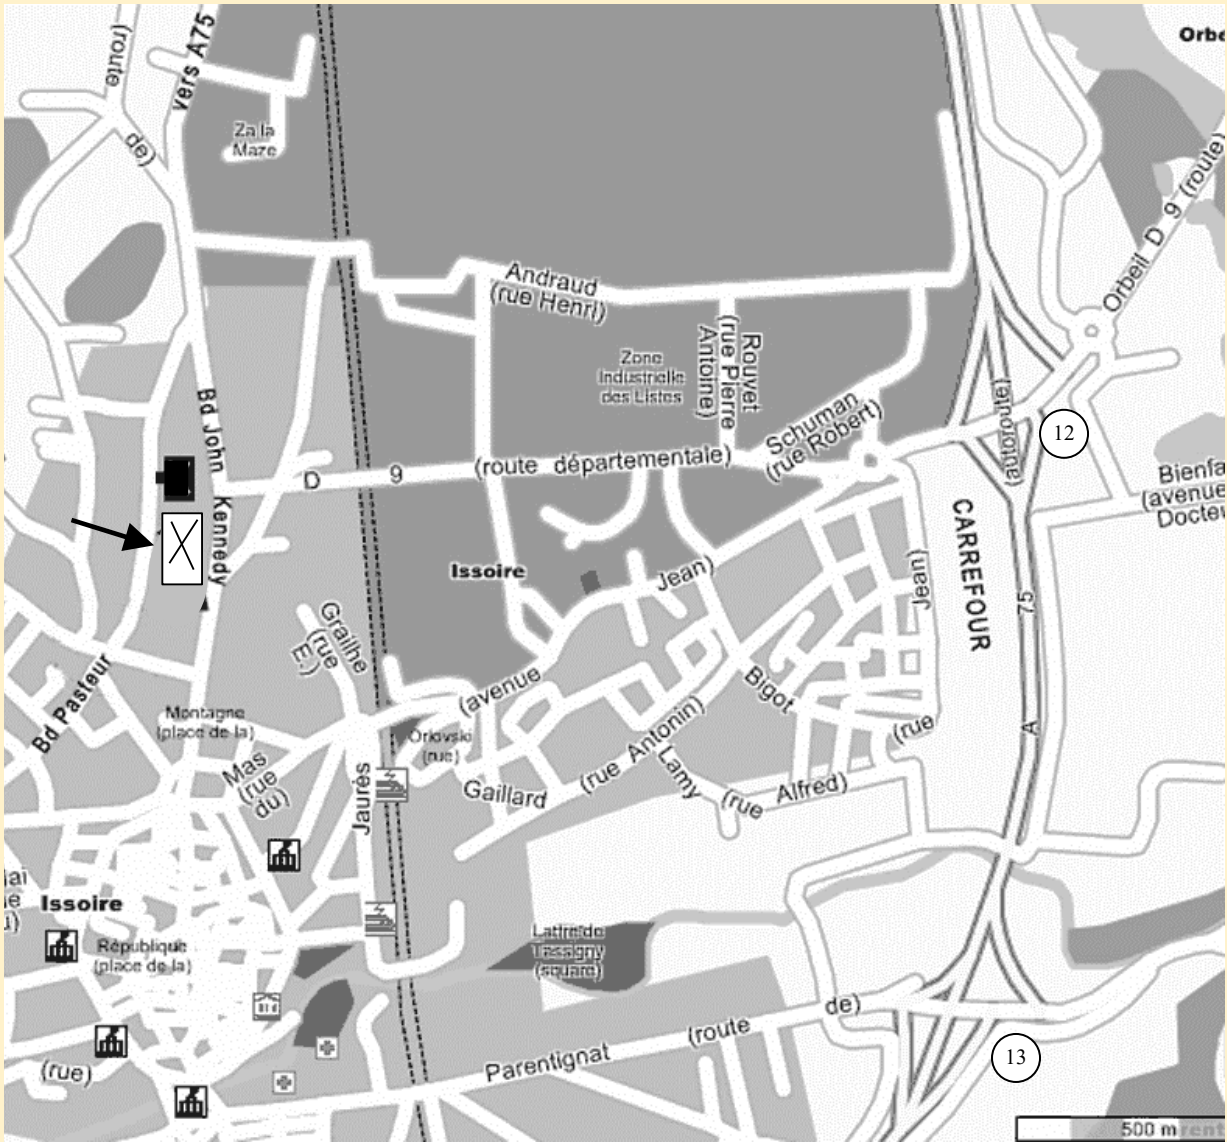 (route
de)
vers A75
Za la
Maze
Orbeil D 9 (route)
Andraud
(rue Henri)
Rouvet
(rue Pierre
Antoine)
Zone
Industrielle
des Listes
Schuman
(rue Robert)
(autoroute)
12
Bd John
Kennedy
D 9 (route départementale)
CARREFOUR
(avenue
Issoire
Jean)
Jean)
75
A
Grailhe
(rue
E.)
Bd Pasteur
Montagne
(place de la)
(avenue
Bigot
(rue
Orlovski
(rue)
Mas
(rue
du)
Jaurès
Gaillard
(rue Antonin)
Lamy
(rue Alfred)
Issoire
République
(place de la)
Lattre de
Tassigny
(square)
de)
(route
Parentignat
13
(rue)
500 m